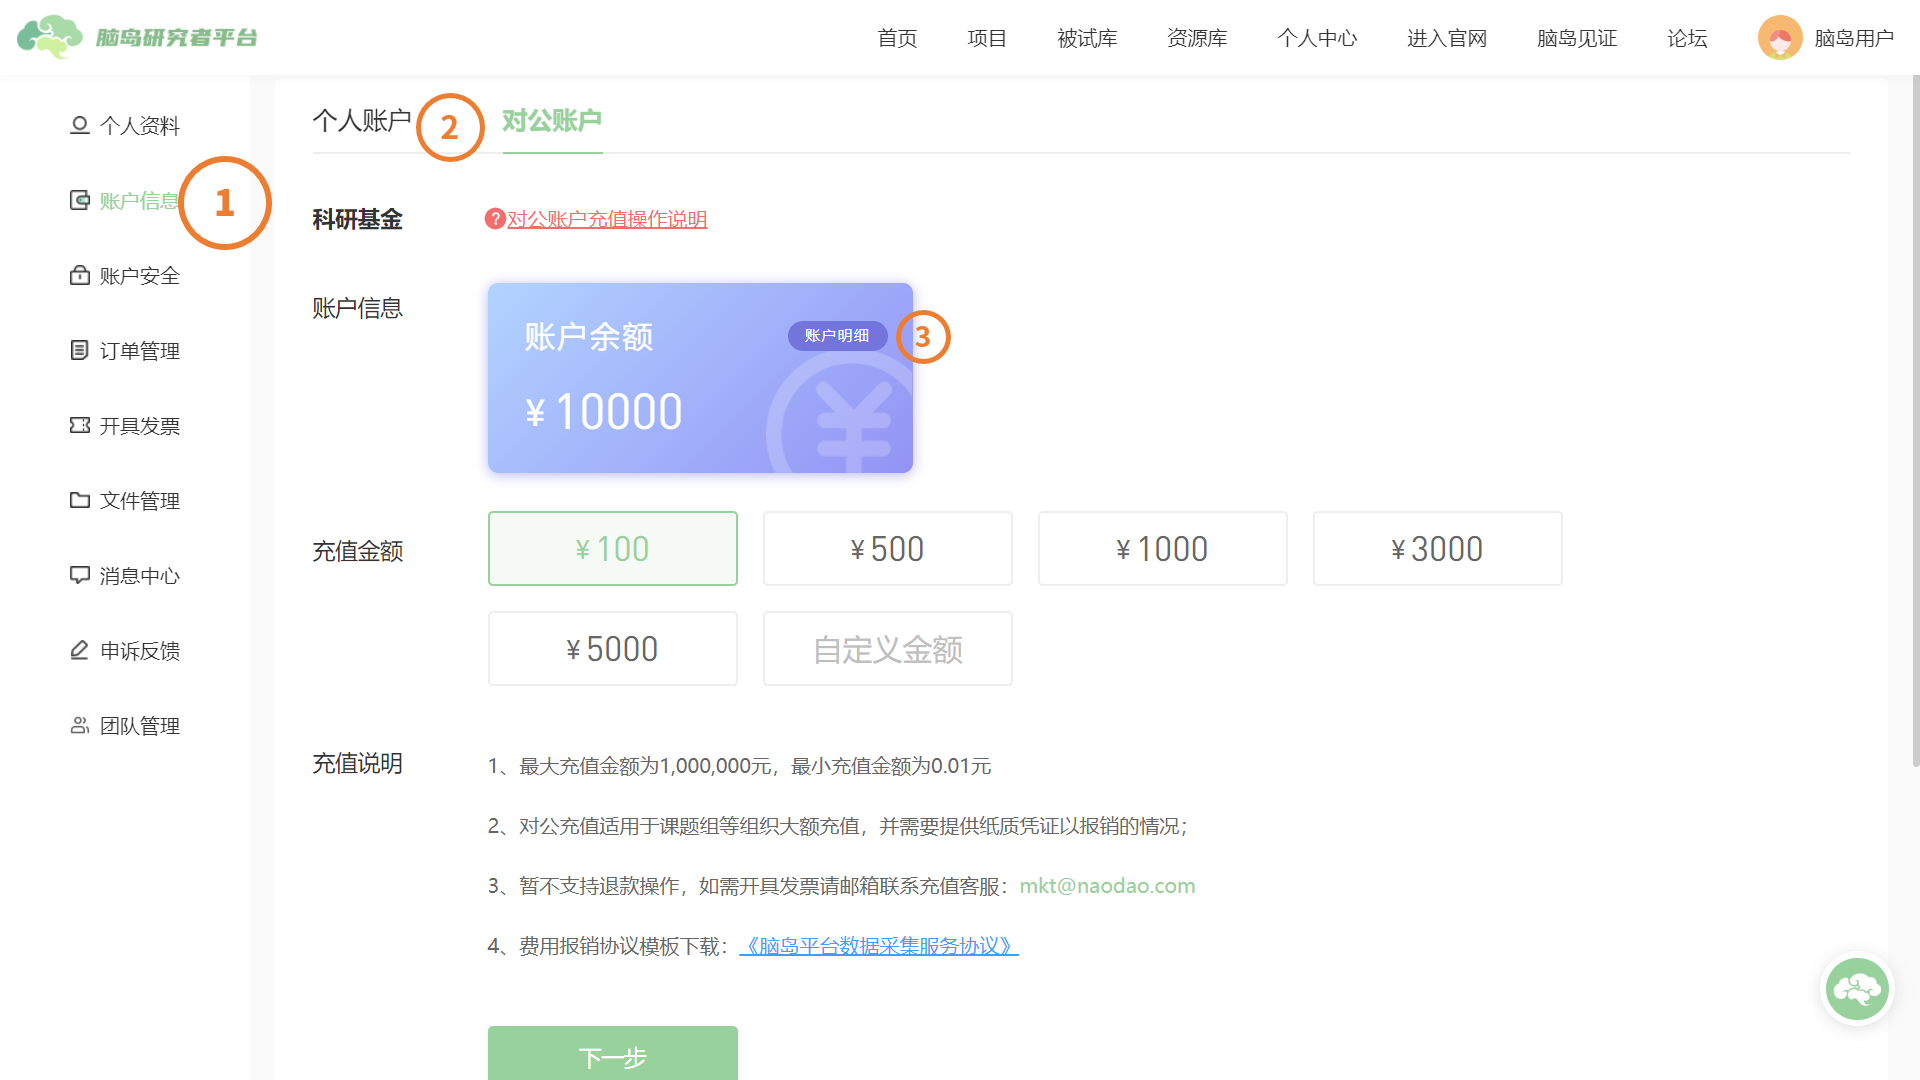 脑岛研究者平台
首页 项目 被试库 资源库 个人中心 进入官网 脑岛见证 论坛 脑岛用户
个人资料
账户信息
1
账户安全
订单管理
开具发票
文件管理
消息中心
申诉反馈
团队管理
个人账户 2 对公账户
科研基金 ?对公账户充值操作说明
账户信息
账户余额 账户明细 3
¥ 10000
充值金额
¥ 100 ¥ 500 ¥ 1000 ¥ 3000
¥ 5000 自定义金额
充值说明
1、最大充值金额为1,000,000元，最小充值金额为0.01元
2、对公充值适用于课题组等组织大额充值，并需要提供纸质凭证以报销的情况；
3、暂不支持退款操作，如需开具发票请邮箱联系充值客服：mkt@naodao.com
4、费用报销协议模板下载：《脑岛平台数据采集服务协议》
下一步